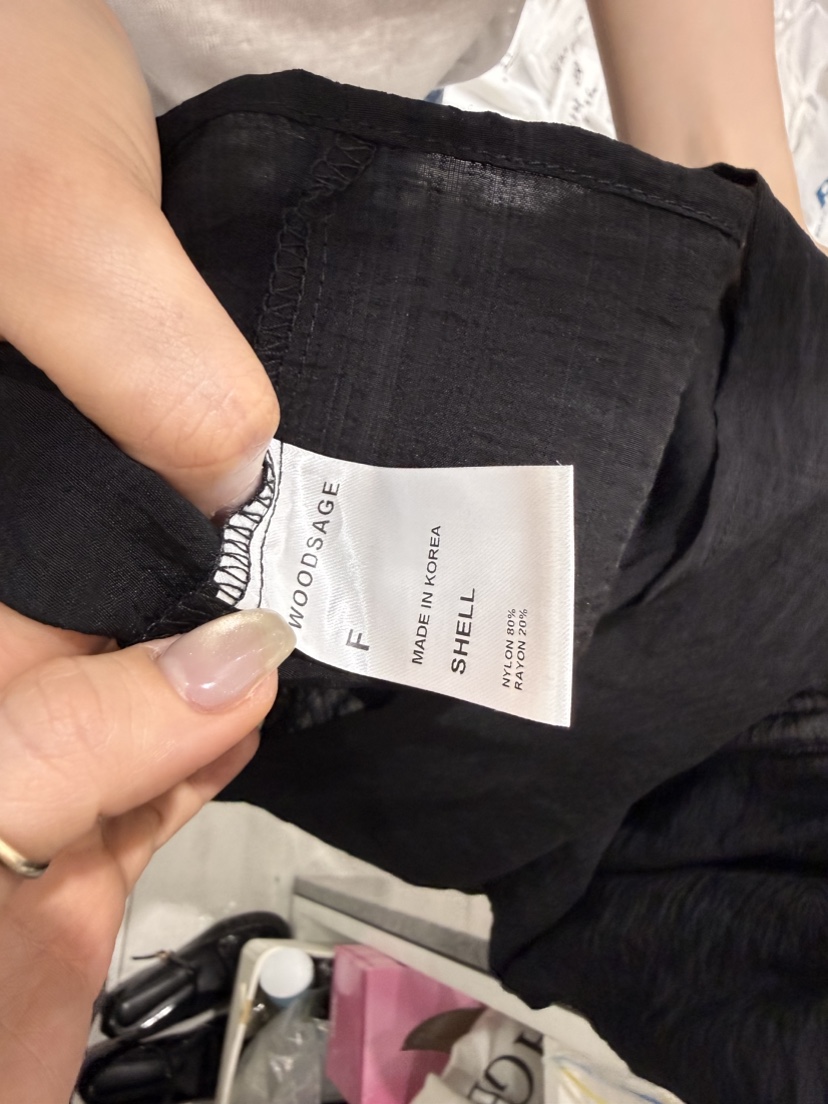 WOODSAGE
F
MADE IN KOREA
SHELL
NYLON 80%
RAYON 20%